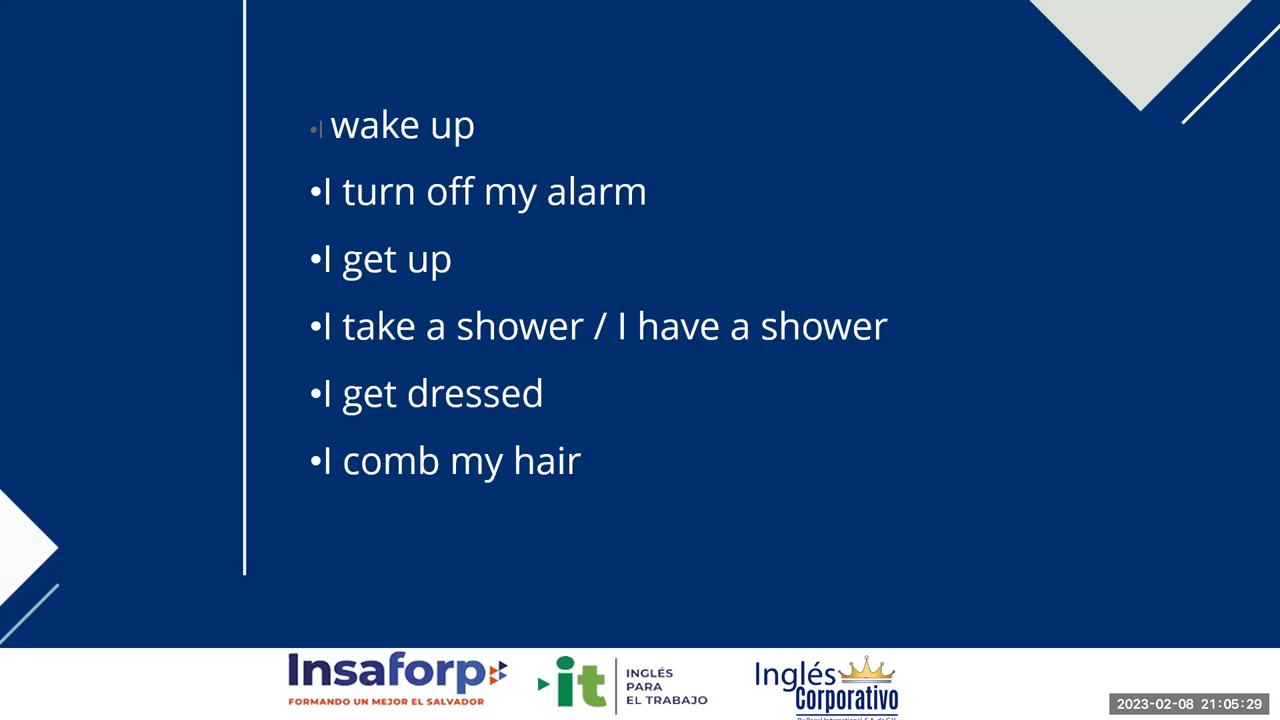 •I wake up
•I turn off my alarm
•I get up
•I take a shower / I have a shower
•I get dressed
•I comb my hair
Insaforp
FORMANDO UN MEJOR EL SALVADOR
it
INGLÉS
PARA
EL TRABAJO
Inglés
Corporativo
2023-02-08 21:05:29